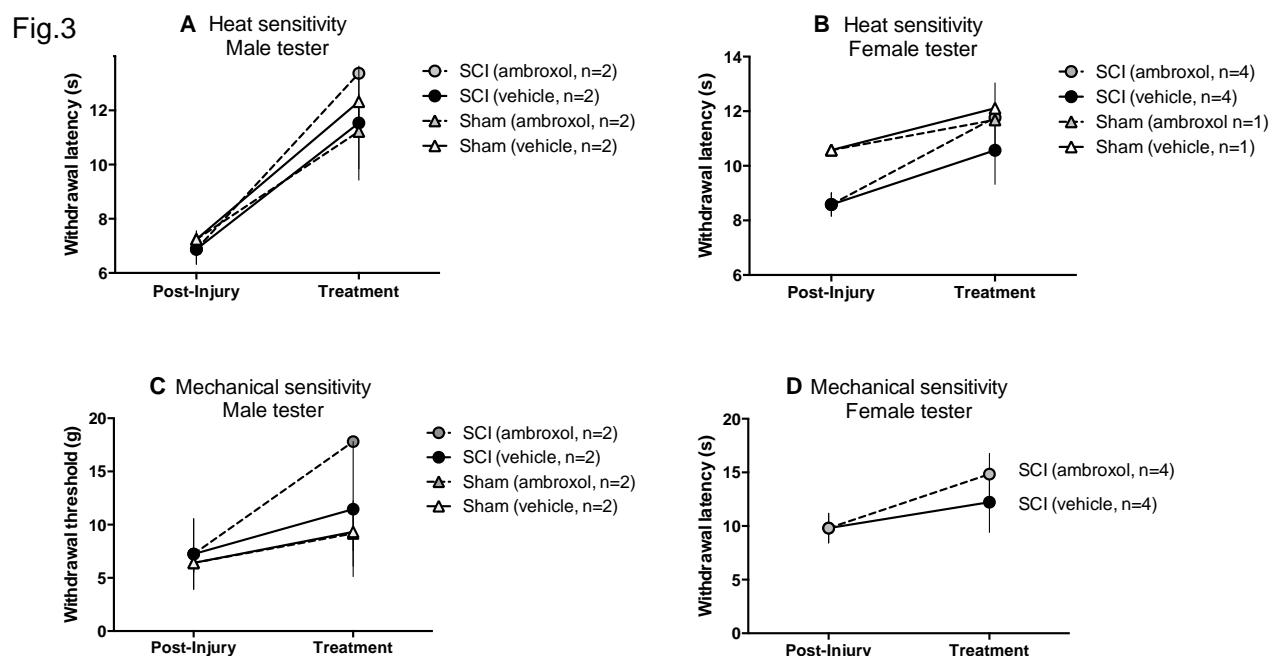 Fig.3
A Heat sensitivity
Male tester
Withdrawal latency (s)
12
10
8
6
Post-Injury Treatment
SCI (ambroxol, n=2)
SCI (vehicle, n=2)
Sham (ambroxol, n=2)
Sham (vehicle, n=2)
B Heat sensitivity
Female tester
Withdrawal latency (s)
14
12
10
8
6
Post-Injury Treatment
SCI (ambroxol, n=4)
SCI (vehicle, n=4)
Sham (ambroxol n=1)
Sham (vehicle, n=1)
C Mechanical sensitivity
Male tester
Withdrawal threshold (g)
20
15
10
5
0
Post-Injury Treatment
SCI (ambroxol, n=2)
SCI (vehicle, n=2)
Sham (ambroxol, n=2)
Sham (vehicle, n=2)
D Mechanical sensitivity
Female tester
Withdrawal latency (s)
20
15
10
5
0
Post-Injury Treatment
SCI (ambroxol, n=4)
SCI (vehicle, n=4)